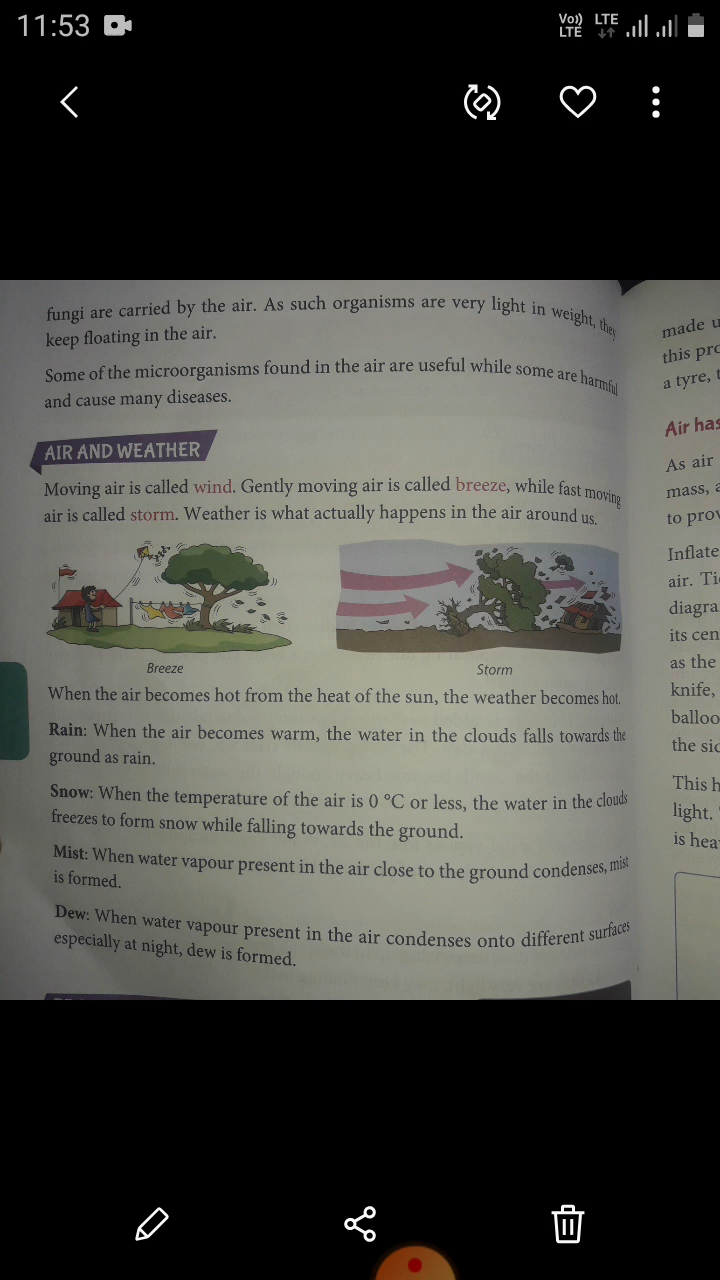 11:53
Vo)) LTE
LTE
fungi are carried by the air. As such organisms are very light in weight, they
keep floating in the air.
Some of the microorganisms found in the air are useful while some are harmful
and cause many diseases.
AIR AND WEATHER
Moving air is called wind. Gently moving air is called breeze, while fast moving
air is called storm. Weather is what actually happens in the air around us.
Breeze
Storm
When the air becomes hot from the heat of the sun, the weather becomes hot.
Rain: When the air becomes warm, the water in the clouds falls towards the
ground as rain.
Snow: When the temperature of the air is 0 °C or less, the water in the clouds
freezes to form snow while falling towards the ground.
Mist: When water vapour present in the air close to the ground condenses, mist
is formed.
Dew: When water vapour present in the air condenses onto different surfaces
especially at night, dew is formed.
made u
this pro
a tyre, t
Air has
As air
mass, a
to prov
Inflate
air. Ti
diagra
its cen
as the
knife,
balloo
the sid
This h
light.
is hea